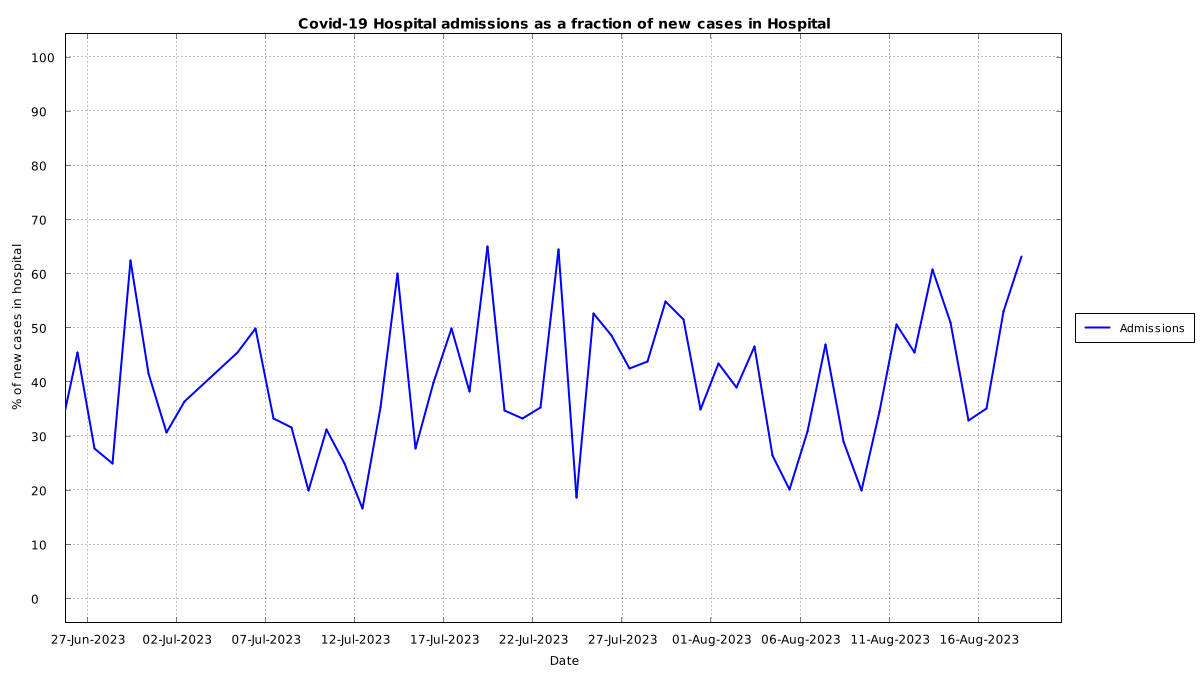 Covid-19 Hospital admissions as a fraction of new cases in Hospital
100
90
80
70
60
50
40
30
20
10
0
% of new cases in hospital
27-Jun-2023 02-Jul-2023 07-Jul-2023 12-Jul-2023 17-Jul-2023 22-Jul-2023 27-Jul-2023 01-Aug-2023 06-Aug-2023 11-Aug-2023 16-Aug-2023
Date
Admissions